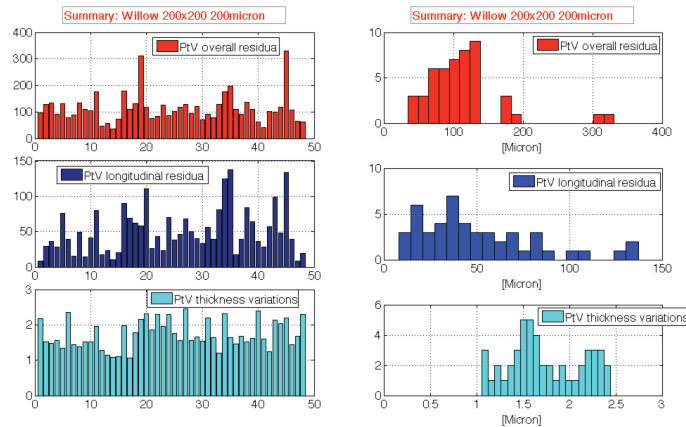 Summary: Willow 200x200 200micron
400
300
200
100
0
PtV overall residua
0 10 20 30 40 50
150
100
50
0
PtV longitudinal residua
0 10 20 30 40 50
3
2
1
0
PtV thickness variations
0 10 20 30 40 50
Summary: Willow 200x200 200micron
10
5
0
PtV overall residua
0 100 200 300 400
[Micron]
10
5
0
PtV longitudinal residua
0 50 100 150
[Micron]
6
4
2
0
PtV thickness variations
0 0.5 1 1.5 2 2.5 3
[Micron]